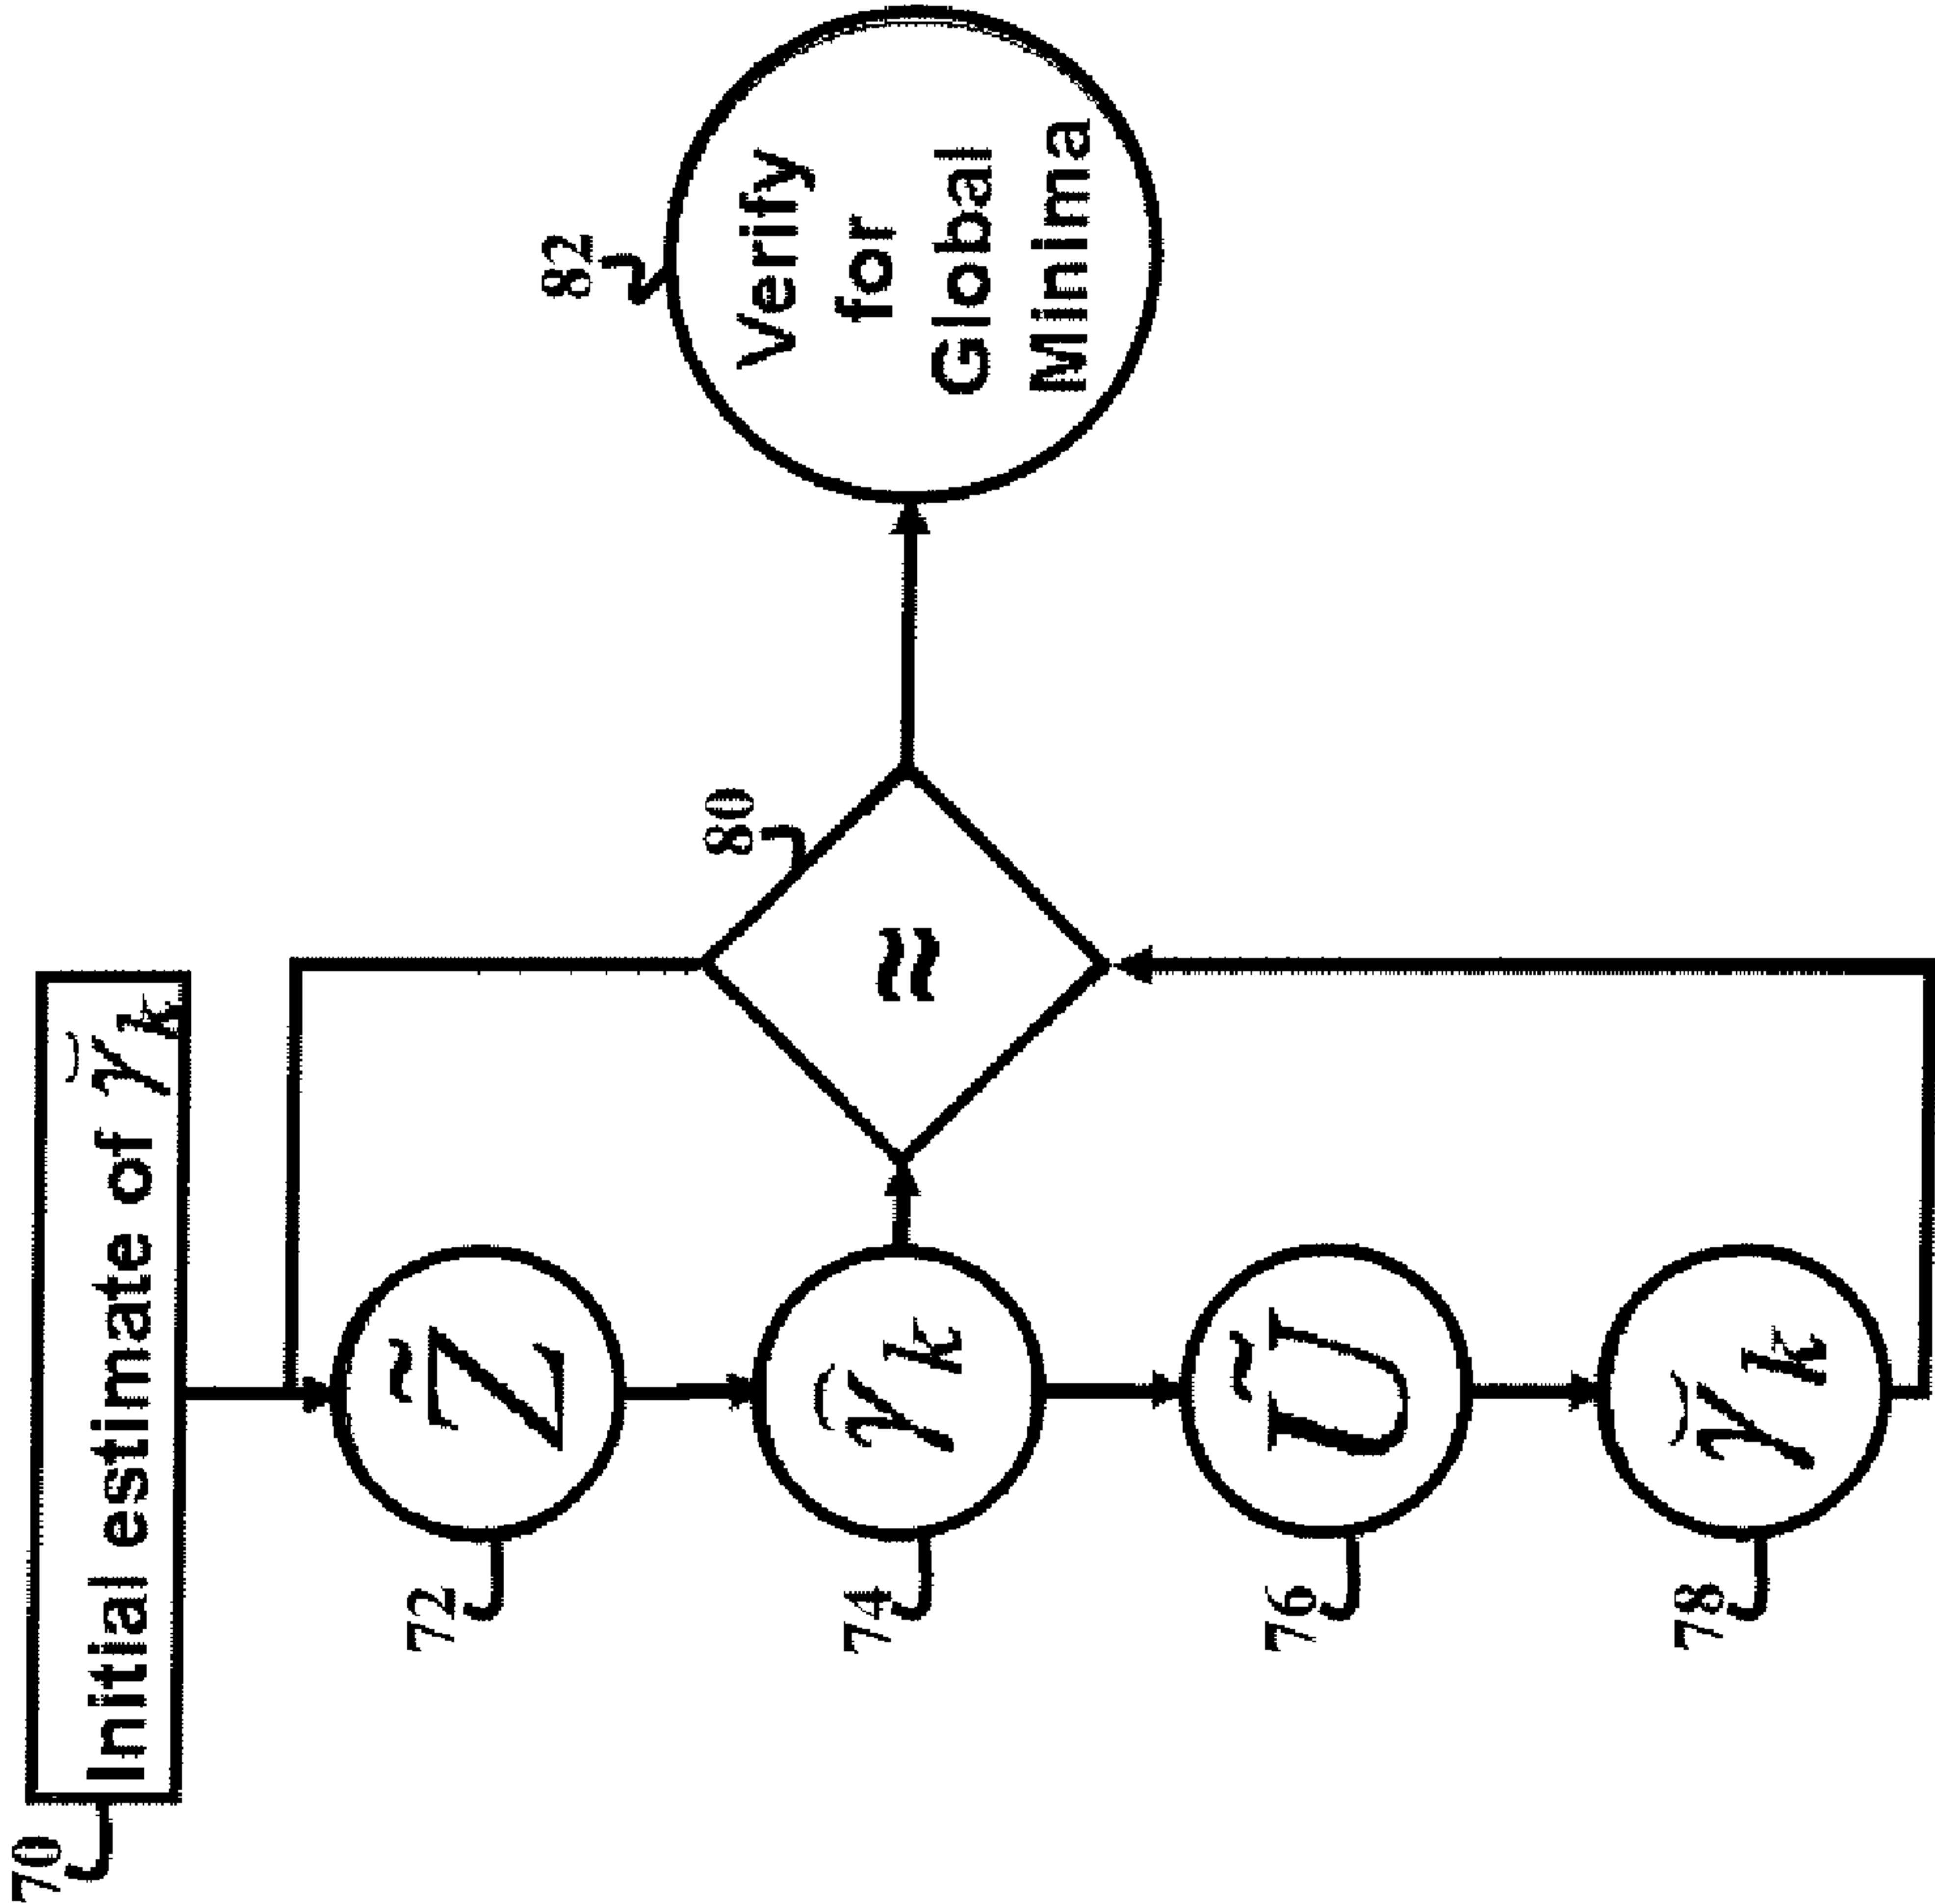 70
Initial estimate of γ̆ₖ
72
Z̃
74
γ̑ₖ
76
Ũ
78
γ̆ₖ
80
≈
82
Verify
for
Global
Minima